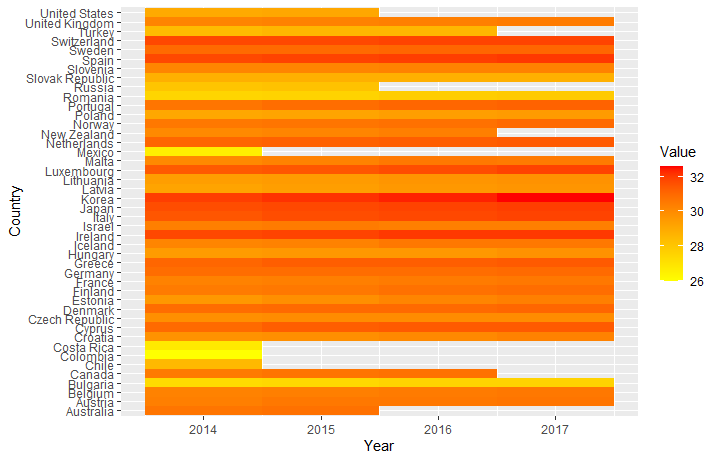 United States
United Kingdom
Turkey
Switzerland
Sweden
Spain
Slovenia
Slovak Republic
Russia
Romania
Portugal
Poland
Norway
New Zealand
Netherlands
Mexico
Malta
Luxembourg
Lithuania
Latvia
Korea
Japan
Italy
Israel
Ireland
Iceland
Hungary
Greece
Germany
France
Finland
Estonia
Denmark
Czech Republic
Cyprus
Croatia
Costa Rica
Colombia
Chile
Canada
Bulgaria
Belgium
Austria
Australia
Country
2014 2015 2016 2017
Year
Value
32
30
28
26